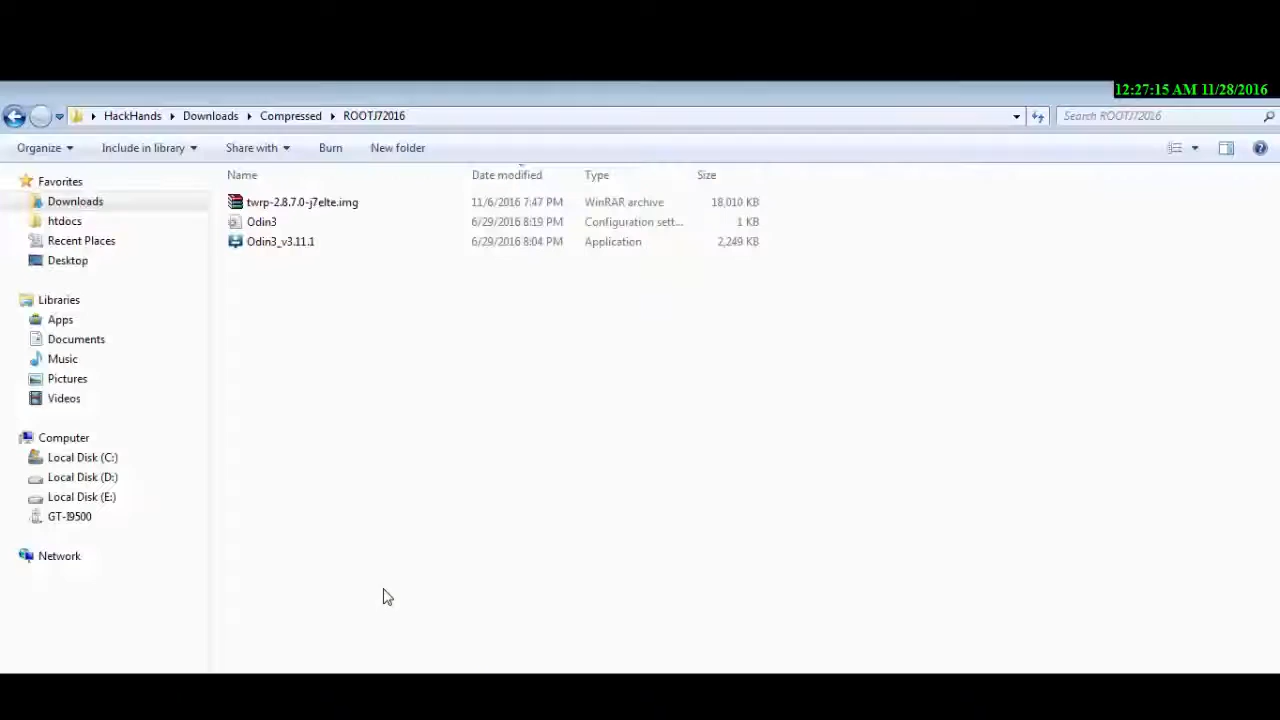 12:27:15 AM 11/28/2016
HackHands Downloads Compressed ROOTJ72016
Search ROOTJ72016
Organize Include in library Share with Burn New folder
Name Date modified Type Size
twrp-2.8.7.0-j7elte.img 11/6/2016 7:47 PM WinRAR archive 18,010 KB
Odin3 6/29/2016 8:19 PM Configuration sett... 1 KB
Odin3_v3.11.1 6/29/2016 8:04 PM Application 2,249 KB
Favorites
Downloads
htdocs
Recent Places
Desktop
Libraries
Apps
Documents
Music
Pictures
Videos
Computer
Local Disk (C:)
Local Disk (D:)
Local Disk (E:)
GT-I9500
Network